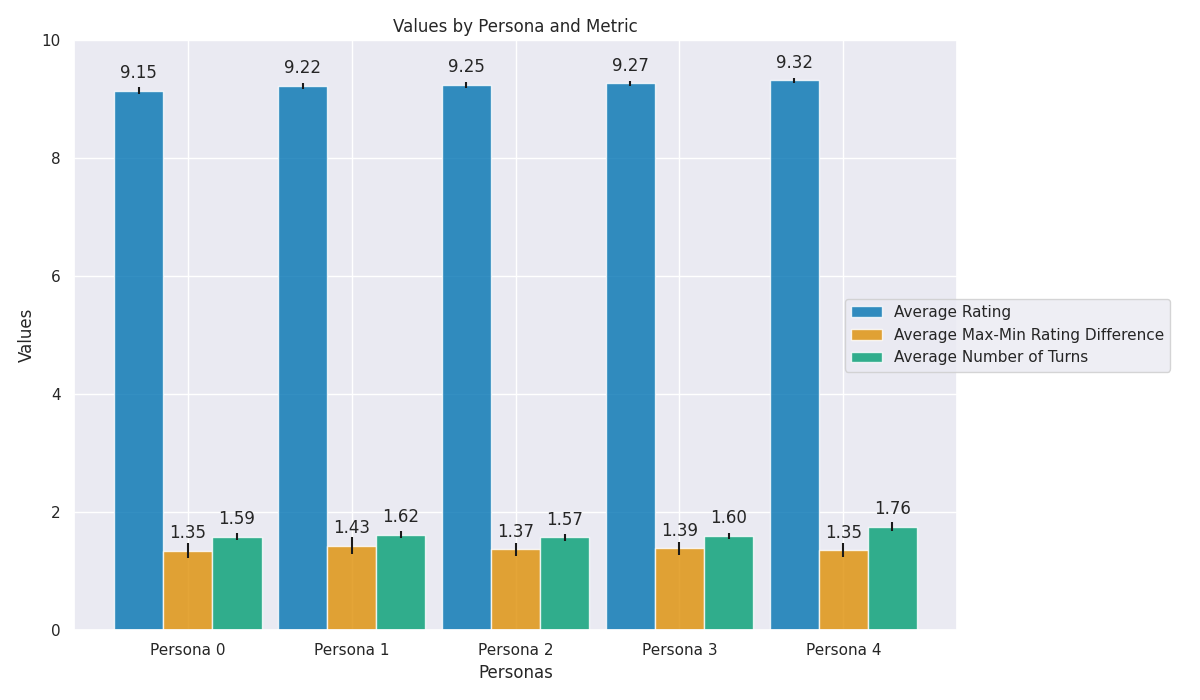 Values by Persona and Metric
10
8
6
4
2
0
Values
9.15
9.22
9.25
9.27
9.32
1.35
1.59
1.43
1.62
1.37
1.57
1.39
1.60
1.35
1.76
Average Rating
Average Max-Min Rating Difference
Average Number of Turns
Persona 0
Persona 1
Persona 2
Persona 3
Persona 4
Personas